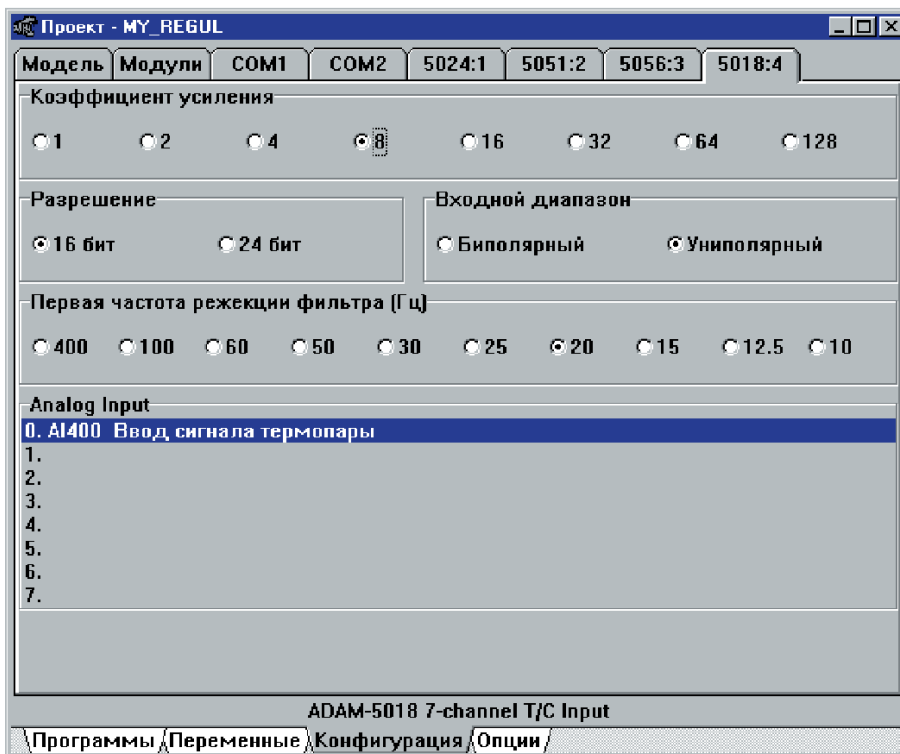 Проект - MY_REGUL
Модель Модули COM1 COM2 5024:1 5051:2 5056:3 5018:4
Коэффициент усиления
1 2 4 8 16 32 64 128
Разрешение Входной диапазон
16 бит 24 бит Биполярный Униполярный
Первая частота режекции фильтра (Гц)
400 100 60 50 30 25 20 15 12.5 10
Analog Input
0. AI400 Ввод сигнала термопары
1.
2.
3.
4.
5.
6.
7.
ADAM-5018 7-channel T/C Input
Программы Переменные Конфигурация Опции